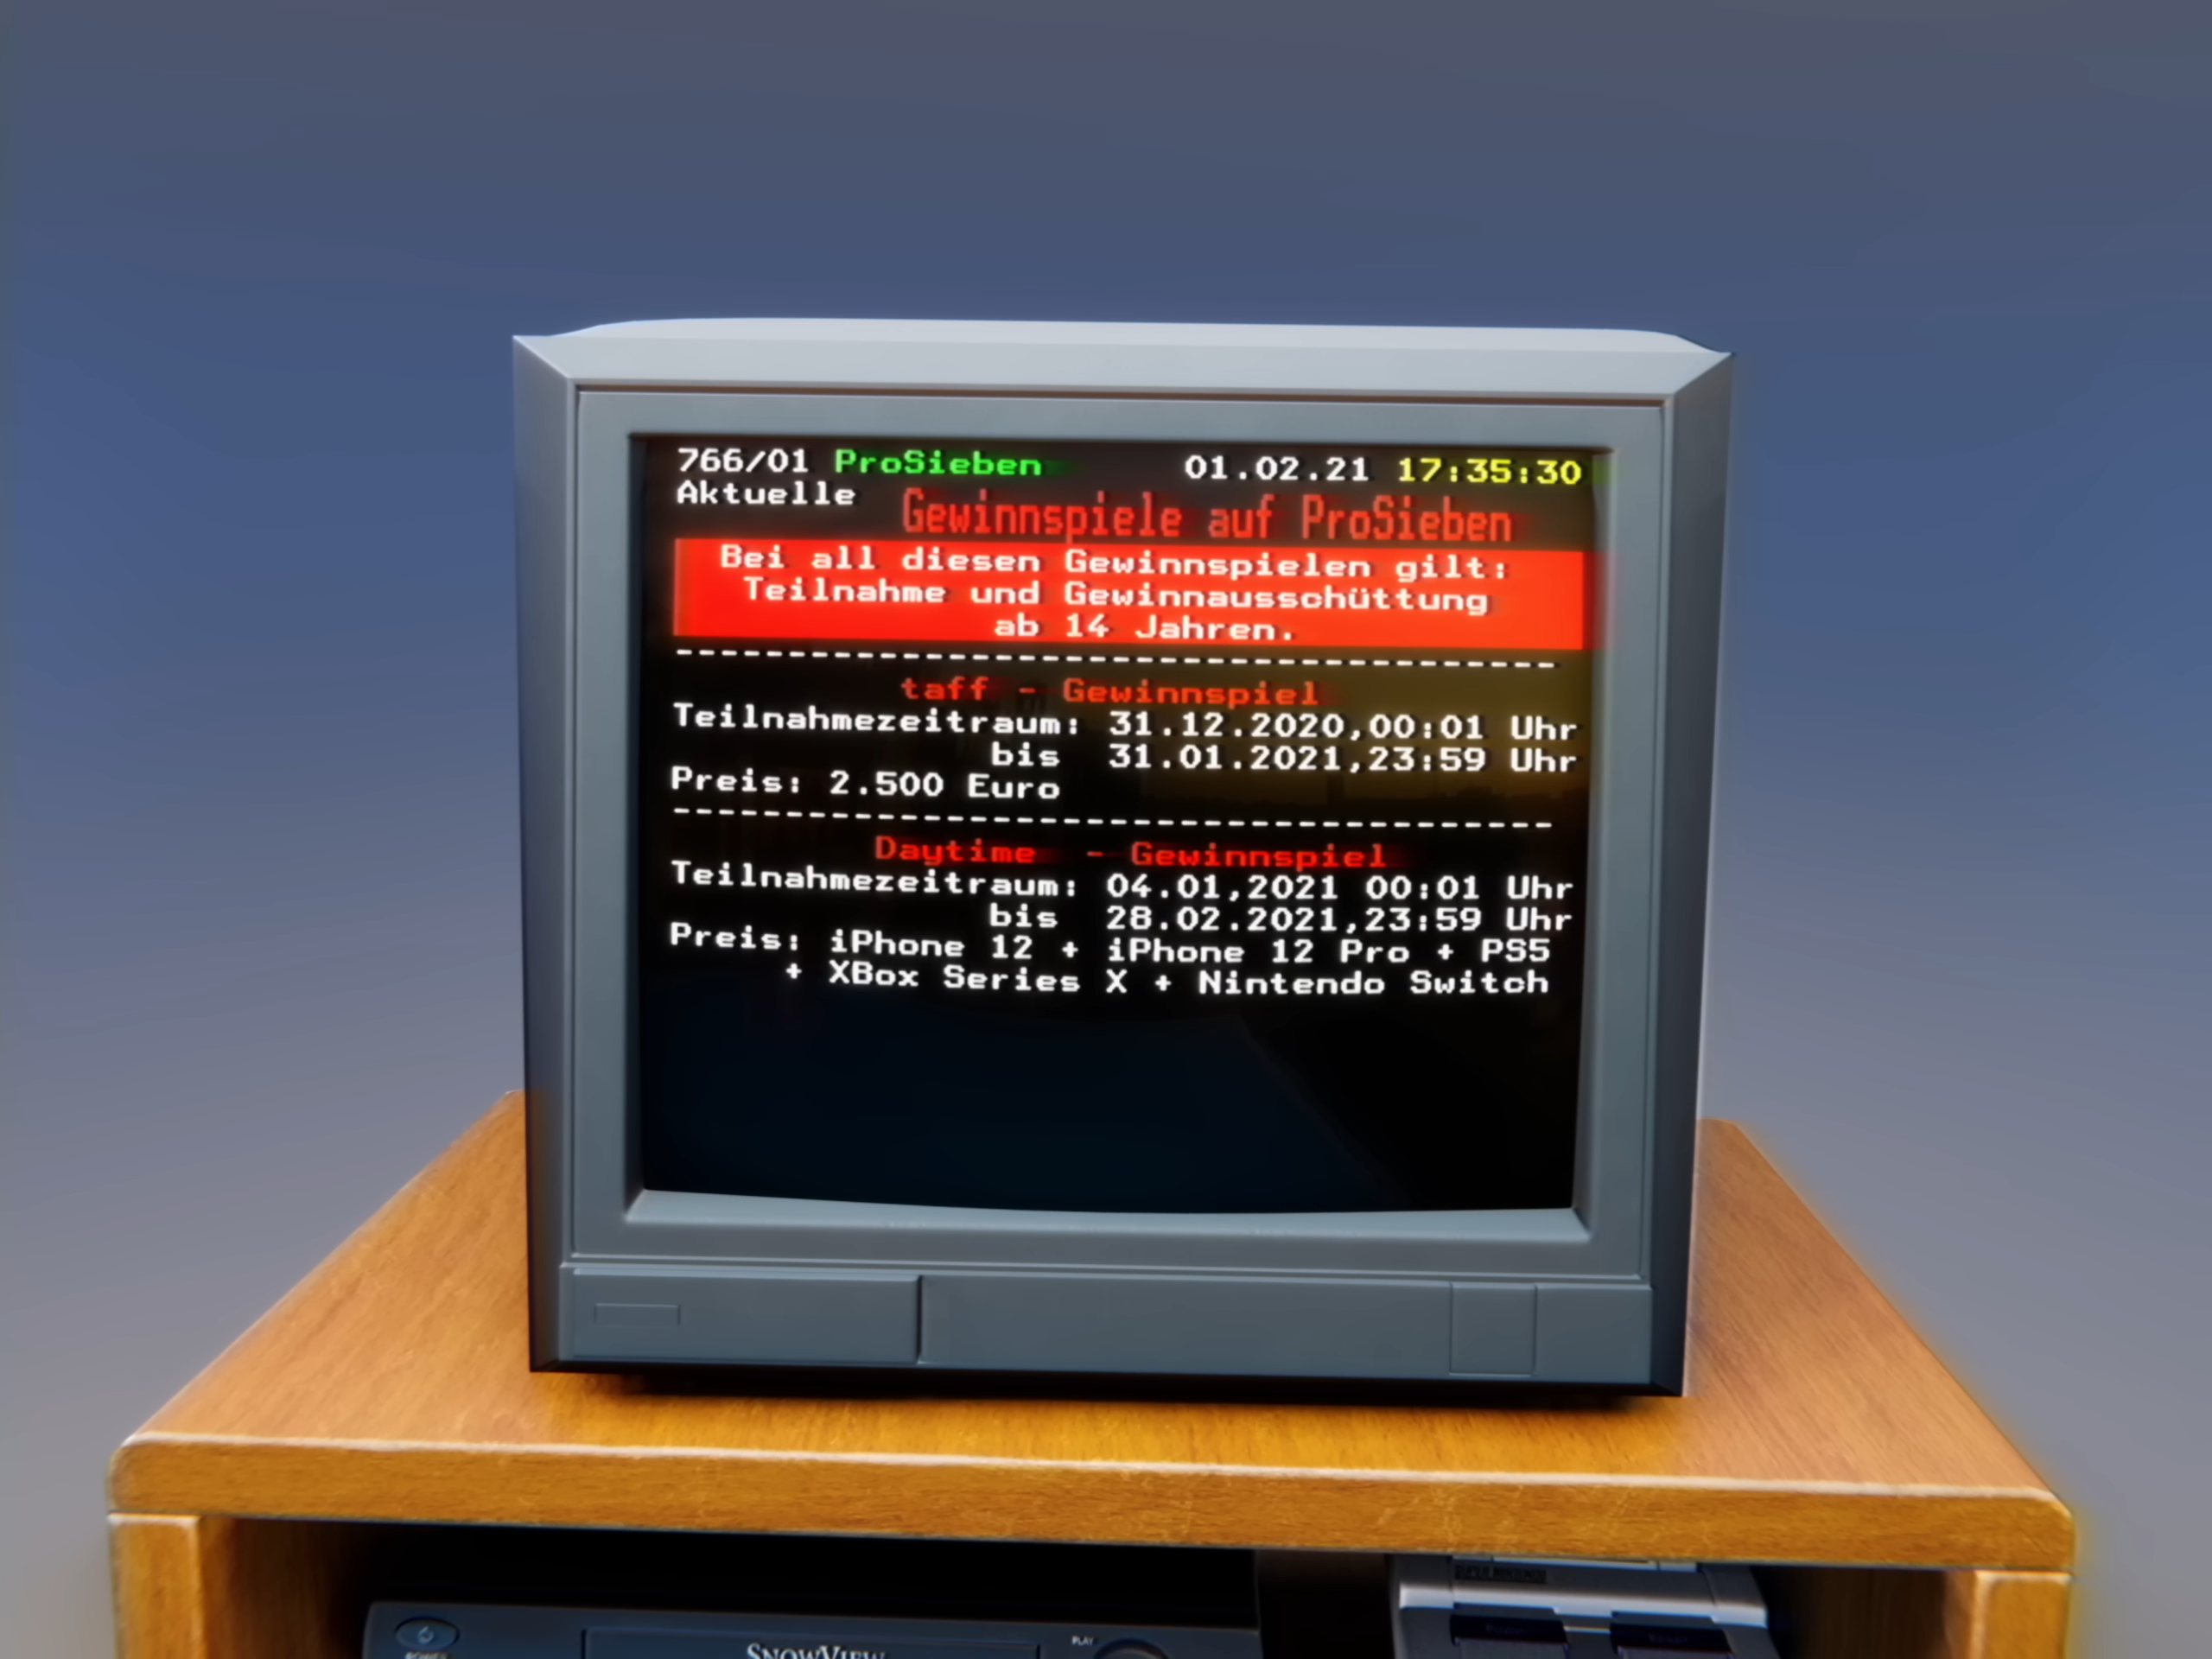 766/01 ProSieben 01.02.21 17:35:30
Aktuelle Gewinnspiele auf ProSieben
Bei all diesen Gewinnspielen gilt:
Teilnahme und Gewinnausschüttung
ab 14 Jahren.
---------------------------------------
taff - Gewinnspiel
Teilnahmezeitraum: 31.12.2020,00:01 Uhr
bis 31.01.2021,23:59 Uhr
Preis: 2.500 Euro
---------------------------------------
Daytime - Gewinnspiel
Teilnahmezeitraum: 04.01,2021 00:01 Uhr
bis 28.02.2021,23:59 Uhr
Preis: iPhone 12 + iPhone 12 Pro + PS5
+ XBox Series X + Nintendo Switch
SNOWVIEW
PLAY